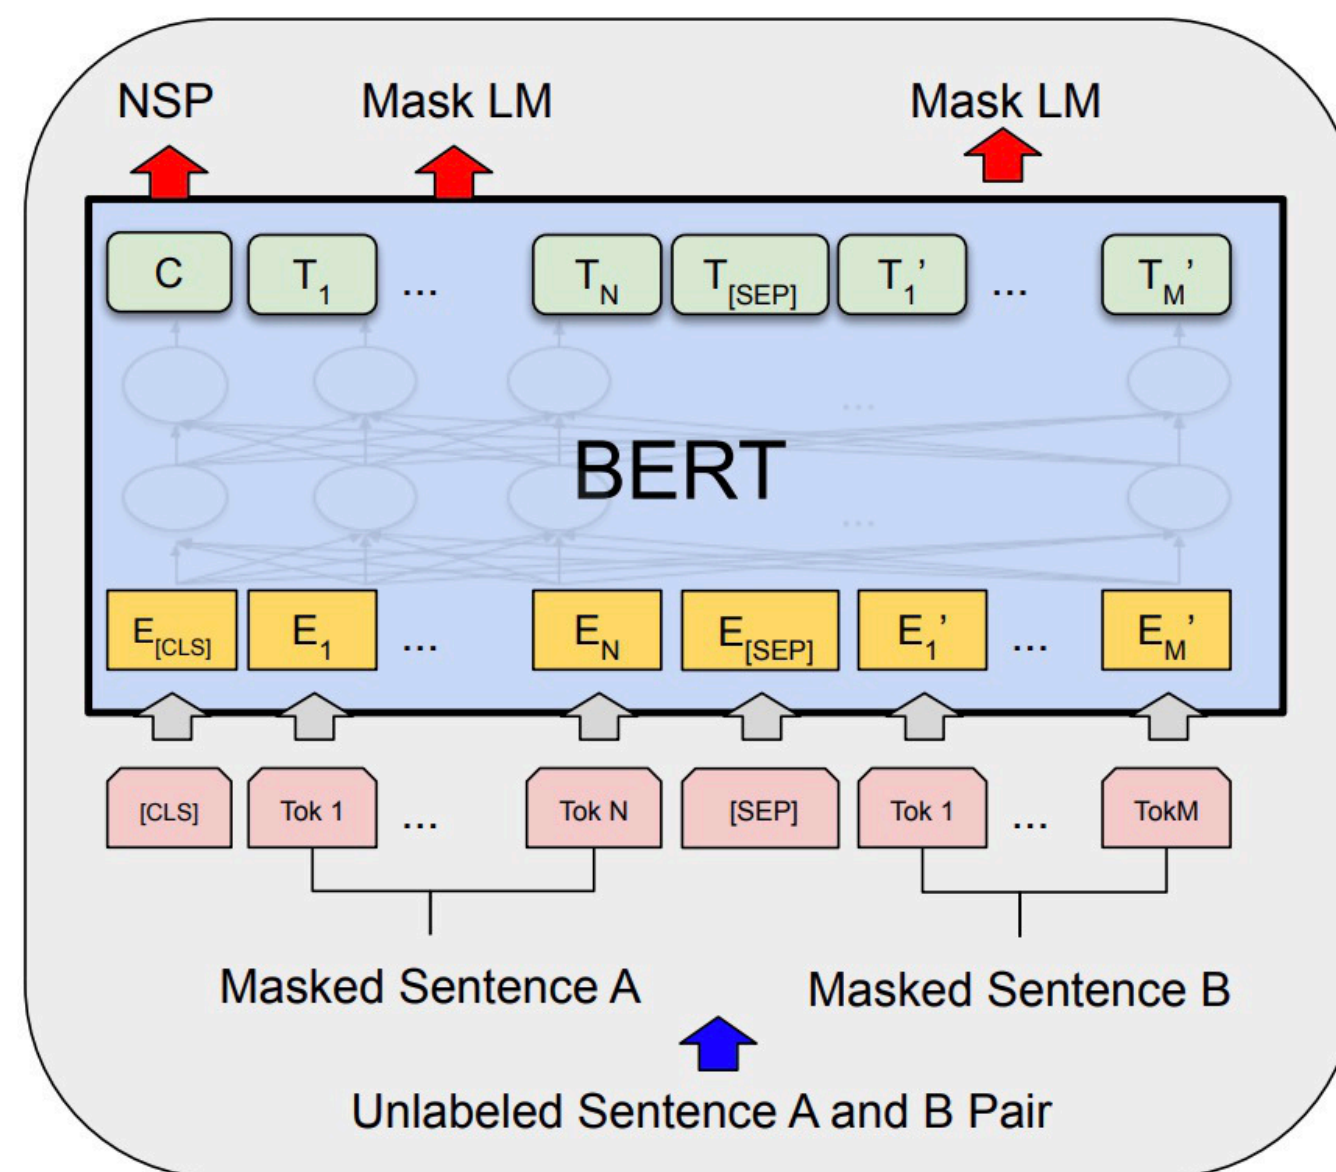 NSP Mask LM Mask LM
C T1 ... TN T[SEP] T1’ ... TM’
...
BERT
...
E[CLS] E1 ... EN E[SEP] E1’ ... EM’
[CLS] Tok 1 ... Tok N [SEP] Tok 1 ... TokM
Masked Sentence A Masked Sentence B
Unlabeled Sentence A and B Pair